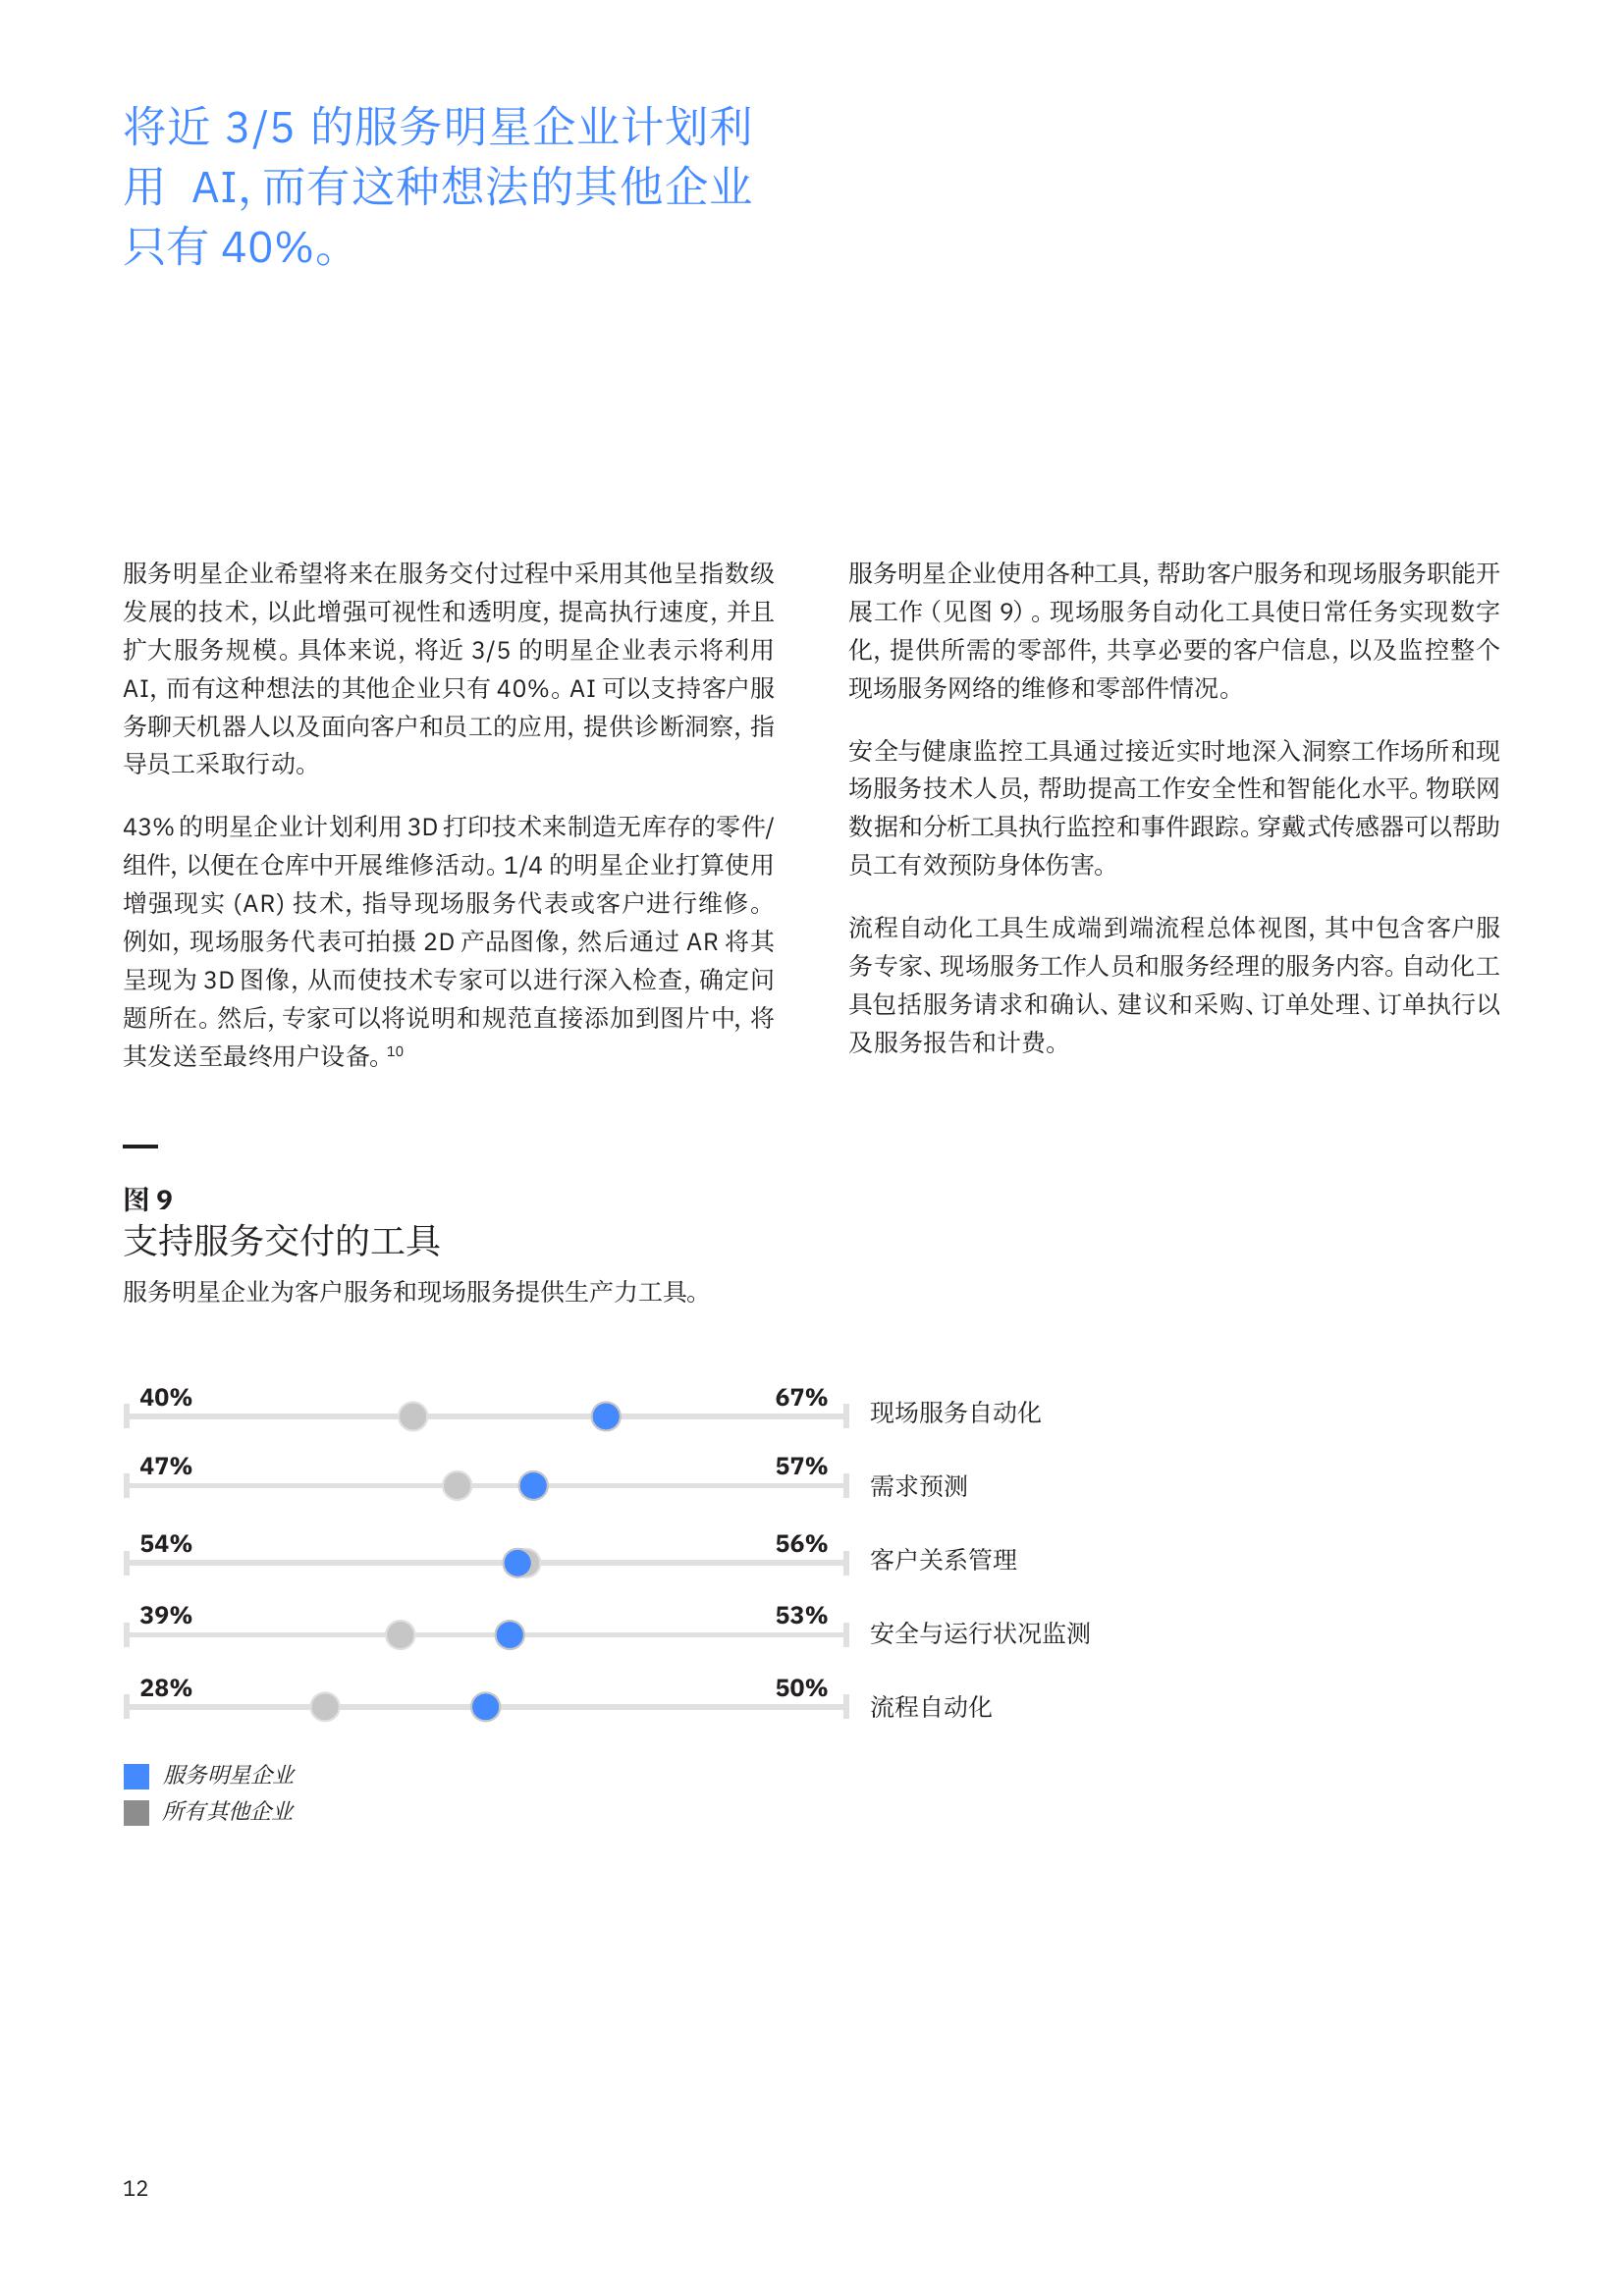 将近 3/5 的服务明星企业计划利
用 AI, 而有这种想法的其他企业
只有 40%。
服务明星企业希望将来在服务交付过程中采用其他呈指数级
发展的技术, 以此增强可视性和透明度, 提高执行速度, 并且
扩大服务规模。具体来说, 将近 3/5 的明星企业表示将利用
AI, 而有这种想法的其他企业只有 40%。AI 可以支持客户服
务聊天机器人以及面向客户和员工的应用, 提供诊断洞察, 指
导员工采取行动。
43% 的明星企业计划利用 3D 打印技术来制造无库存的零件/
组件, 以便在仓库中开展维修活动。1/4 的明星企业打算使用
增强现实 (AR) 技术, 指导现场服务代表或客户进行维修。
例如, 现场服务代表可拍摄 2D 产品图像, 然后通过 AR 将其
呈现为 3D 图像, 从而使技术专家可以进行深入检查, 确定问
题所在。然后, 专家可以将说明和规范直接添加到图片中, 将
其发送至最终用户设备。10
服务明星企业使用各种工具, 帮助客户服务和现场服务职能开
展工作（见图 9）。现场服务自动化工具使日常任务实现数字
化, 提供所需的零部件, 共享必要的客户信息, 以及监控整个
现场服务网络的维修和零部件情况。
安全与健康监控工具通过接近实时地深入洞察工作场所和现
场服务技术人员, 帮助提高工作安全性和智能化水平。物联网
数据和分析工具执行监控和事件跟踪。穿戴式传感器可以帮助
员工有效预防身体伤害。
流程自动化工具生成端到端流程总体视图, 其中包含客户服
务专家、现场服务工作人员和服务经理的服务内容。自动化工
具包括服务请求和确认、建议和采购、订单处理、订单执行以
及服务报告和计费。
图 9
支持服务交付的工具
服务明星企业为客户服务和现场服务提供生产力工具。
40% 67% 现场服务自动化
47% 57% 需求预测
54% 56% 客户关系管理
39% 53% 安全与运行状况监测
28% 50% 流程自动化
服务明星企业
所有其他企业
12